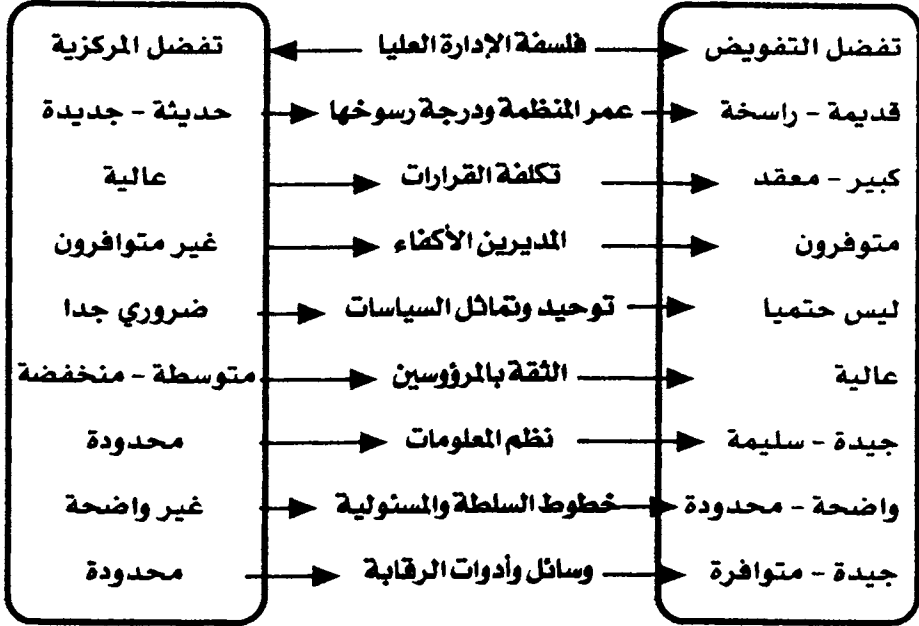 تفضل التفويض فلسفة الإدارة العليا تفضل المركزية
قديمة - راسخة عمر المنظمة ودرجة رسوخها حديثة - جديدة
كبير - معقد تكلفة القرارات عالية
متوفرون المديرين الأكفاء غير متوافرون
ليس حتميا توحيد وتماثل السياسات ضروري جدا
عالية الثقة بالمرؤوسين متوسطة - منخفضة
جيدة - سليمة نظم المعلومات محدودة
واضحة - محدودة خطوط السلطة والمسئولية غير واضحة
جيدة - متوافرة وسائل وأدوات الرقابة محدودة